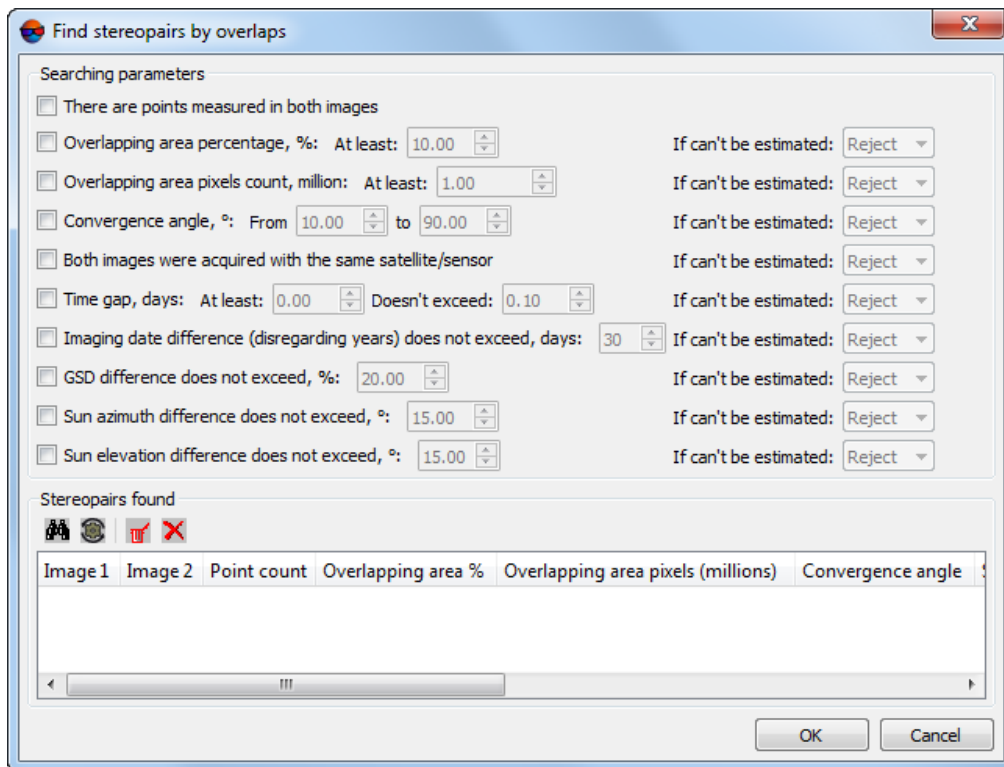 Find stereopairs by overlaps
Searching parameters
There are points measured in both images
Overlapping area percentage, %: At least: 10.00 If can't be estimated: Reject
Overlapping area pixels count, million: At least: 1.00 If can't be estimated: Reject
Convergence angle, °: From 10.00 to 90.00 If can't be estimated: Reject
Both images were acquired with the same satellite/sensor If can't be estimated: Reject
Time gap, days: At least: 0.00 Doesn't exceed: 0.10 If can't be estimated: Reject
Imaging date difference (disregarding years) does not exceed, days: 30 If can't be estimated: Reject
GSD difference does not exceed, %: 20.00 If can't be estimated: Reject
Sun azimuth difference does not exceed, °: 15.00 If can't be estimated: Reject
Sun elevation difference does not exceed, °: 15.00 If can't be estimated: Reject
Stereopairs found
Image 1 Image 2 Point count Overlapping area % Overlapping area pixels (millions) Convergence angle
OK Cancel